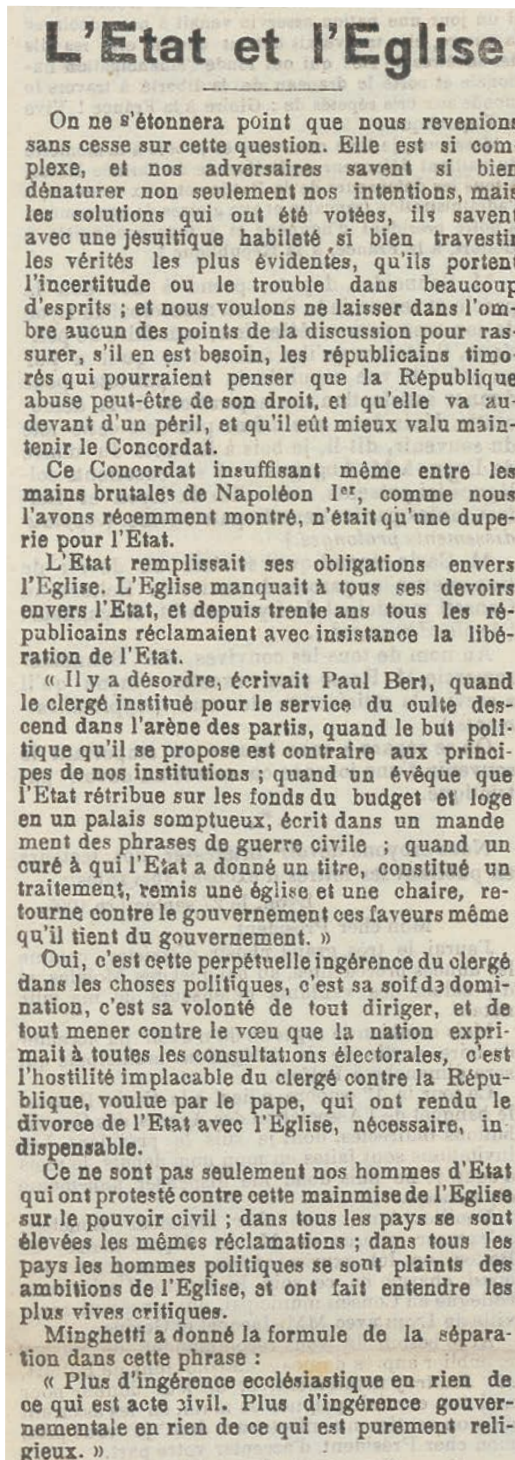 L'Etat et l'Eglise
On ne s'étonnera point que nous revenions
sans cesse sur cette question. Elle est si com
plexe, et nos adversaires savent si bien
dénaturer non seulement nos intentions, mais
les solutions qui ont été votées, ils savent
avec une jésuitique habileté si bien travestir
les vérités les plus évidentes, qu'ils portent
l'incertitude ou le trouble dans beaucoup
d'esprits ; et nous voulons ne laisser dans l'om-
bre aucun des points de la discussion pour ras-
surer, s'il en est besoin, les républicains timo-
rés qui pourraient penser que la République
abuse peut-être de son droit, et qu'elle va au-
devant d'un péril, et qu'il eût mieux valu main-
tenir le Concordat.
Ce Concordat insuffisant même entre les
mains brutales de Napoléon Ier, comme nous
l'avons récemment montré, n'était qu'une dupe-
rie pour l'Etat.
L'Etat remplissait ses obligations envers
l'Eglise. L'Eglise manquait à tous ses devoirs
envers l'Etat, et depuis trente ans tous les ré-
publicains réclamaient avec insistance la libé-
ration de l'Etat.
« Il y a désordre, écrivait Paul Bert, quand
le clergé institué pour le service du culte des-
cend dans l'arène des partis, quand le but poli-
tique qu'il se propose est contraire aux princi-
pes de nos institutions ; quand un évêque que
l'Etat rétribue sur les fonds du budget et loge
en un palais somptueux, écrit dans un mande
ment des phrases de guerre civile ; quand un
curé à qui l'Etat a donné un titre, constitué un
traitement, remis une église et une chaire, re-
tourne contre le gouvernement ces faveurs même
qu'il tient du gouvernement. »
Oui, c'est cette perpétuelle ingérence du clergé
dans les choses politiques, c'est sa soif de domi-
nation, c'est sa volonté de tout diriger, et de
tout mener contre le vœu que la nation expri-
mait à toutes les consultations électorales, c'est
l'hostilité implacable du clergé contre la Répu-
blique, voulue par le pape, qui ont rendu le
divorce de l'Etat avec l'Eglise, nécessaire, in
dispensable.
Ce ne sont pas seulement nos hommes d'Etat
qui ont protesté contre cette mainmise de l'Eglise
sur le pouvoir civil ; dans tous les pays se sont
élevées les mêmes réclamations ; dans tous les
pays les hommes politiques se sont plaints des
ambitions de l'Eglise, et ont fait entendre les
plus vives critiques.
Minghetti a donné la formule de la sépara-
tion dans cette phrase :
« Plus d'ingérence ecclésiastique en rien de
ce qui est acte civil. Plus d'ingérence gouver-
nementale en rien de ce qui est purement reli-
gieux. »